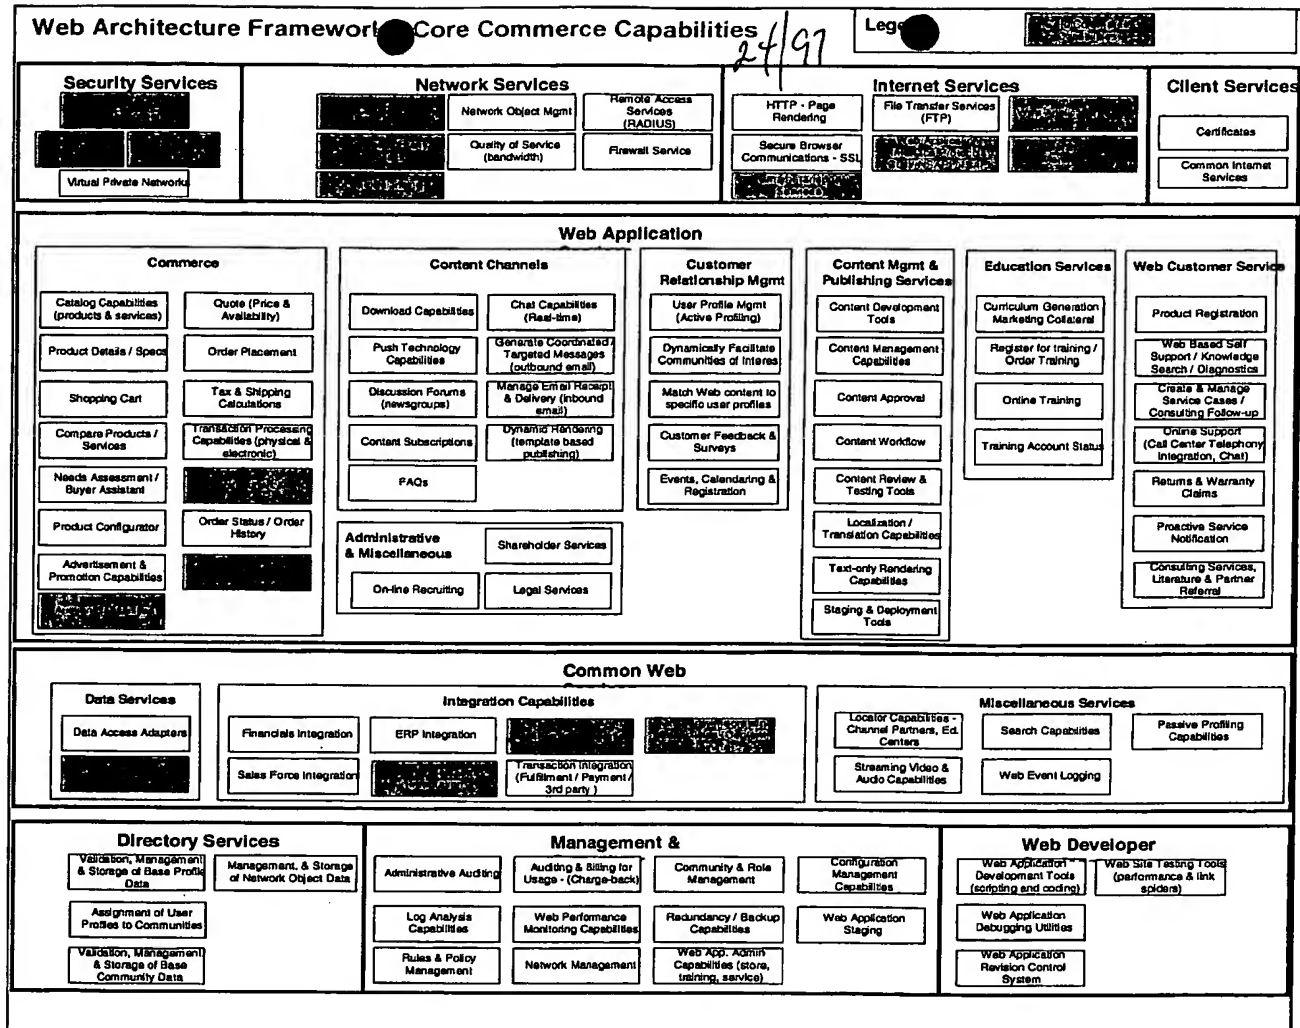 Web Architecture Framework
Core Commerce Capabilities
24/97
Security Services
Virtual Private Networks
Network Services
Network Object Mgmt
Remote Access
Services
(RADIUS)
Quality of Service
(bandwidth)
Firewall Service
Internet Services
HTTP - Page
Rendering
File Transfer Services
(FTP)
Secure Browser
Communications - SSL
Client Services
Certificates
Common Internet
Services
Web Application
Commerce
Catalog Capabilities
(products & services)
Quote (Price &
Availability)
Product Details / Specs
Order Placement
Shopping Cart
Tax & Shipping
Calculations
Compare Products /
Services
Transaction Processing
Capabilities (physical &
electronic)
Needs Assessment /
Buyer Assistant
Product Configurator
Order Status / Order
History
Advertisement &
Promotion Capabilities
Content Channels
Download Capabilities
Chat Capabilities
(Real-time)
Push Technology
Capabilities
Generate Coordinated /
Targeted Messages
(outbound email)
Discussion Forums
(newsgroups)
Manage Email Receipt
& Delivery (inbound
email)
Content Subscriptions
Dynamic Rendering
(template based
publishing)
FAQs
Administrative
& Miscellaneous
Shareholder Services
On-line Recruiting
Legal Services
Customer
Relationship Mgmt
User Profile Mgmt
(Active Profiling)
Dynamically Facilitate
Communities of Interes
Match Web content to
specific user profiles
Customer Feedback &
Surveys
Events, Calendaring &
Registration
Content Mgmt &
Publishing Services
Content Development
Tools
Content Management
Capabilities
Content Approval
Content Workflow
Content Review &
Testing Tools
Localization /
Translation Capabilities
Text-only Rendering
Capabilities
Staging & Deployment
Tools
Education Services
Curriculum Generation
Marketing Collateral
Register for training /
Order Training
Online Training
Training Account Status
Web Customer Service
Product Registration
Web Based Self
Support / Knowledge
Search / Diagnostics
Create & Manage
Service Cases /
Consulting Follow-up
Online Support
(Call Center Telephony
Integration, Chat)
Returns & Warranty
Claims
Proactive Service
Notification
Consulting Services,
Literature & Partner
Referral
Common Web
Data Services
Data Access Adapters
Integration Capabilities
Financials Integration
ERP Integration
Sales Force Integration
Transaction Integration
(Fulfilment / Payment /
3rd party )
Miscellaneous Services
Locator Capabilities -
Channel Partners, Ed.
Centers
Search Capabilities
Passive Profiling
Capabilities
Streaming Video &
Audio Capabilities
Web Event Logging
Directory Services
Validation, Management
& Storage of Base Profile
Data
Management, & Storage
of Network Object Data
Assignment of User
Profiles to Communities
Validation, Management
& Storage of Base
Community Data
Management &
Administrative Auditing
Auditing & Billing for
Usage - (Charge-back)
Community & Role
Management
Configuration
Management
Capabilities
Log Analysis
Capabilities
Web Performance
Monitoring Capabilities
Redundancy / Backup
Capabilities
Web Application
Staging
Rules & Policy
Management
Network Management
Web App. Admin
Capabilities (store,
training, service)
Web Developer
Web Application
Development Tools
(scripting and coding)
Web Site Testing Tools
(performance & link
spiders)
Web Application
Debugging Utilities
Web Application
Revision Control
System